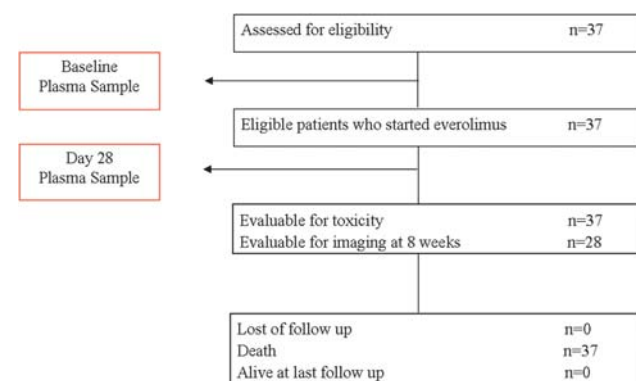 Assessed for eligibility n=37
Baseline
Plasma Sample
Eligible patients who started everolimus n=37
Day 28
Plasma Sample
Evaluable for toxicity n=37
Evaluable for imaging at 8 weeks n=28
Lost of follow up n=0
Death n=37
Alive at last follow up n=0